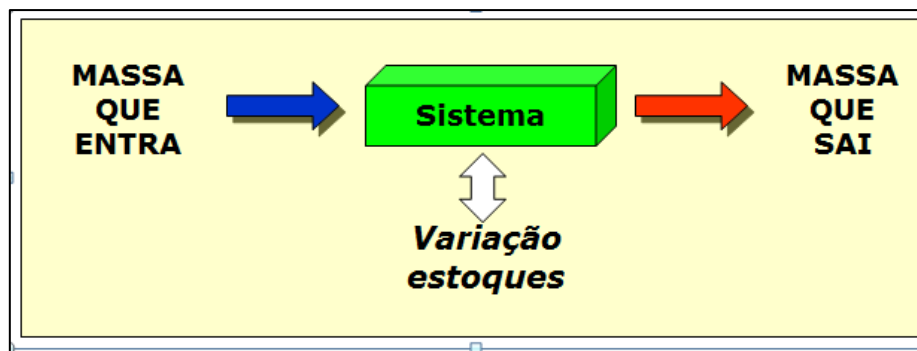 MASSA
QUE
ENTRA
Sistema
MASSA
QUE
SAI
Variação
estoques